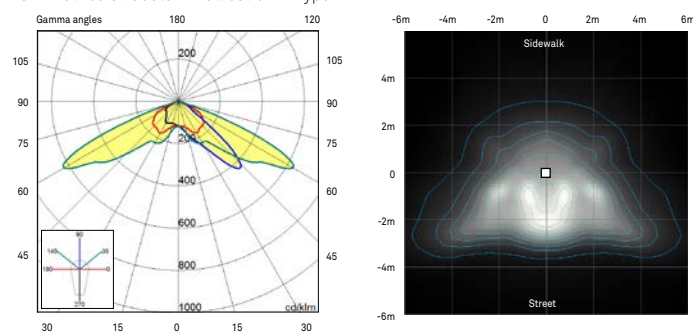 Gamma angles 180 120
-6m -4m -2m 0 2m 4m 6m
200
Sidewalk
105 105
4m
90 90
2m
75 75
200
0
60 60
400
-2m
600
45 45
-4m
800
90
145 35
180 0
270
1000 cd/klm
Street
-6m
30 15 0 15 30